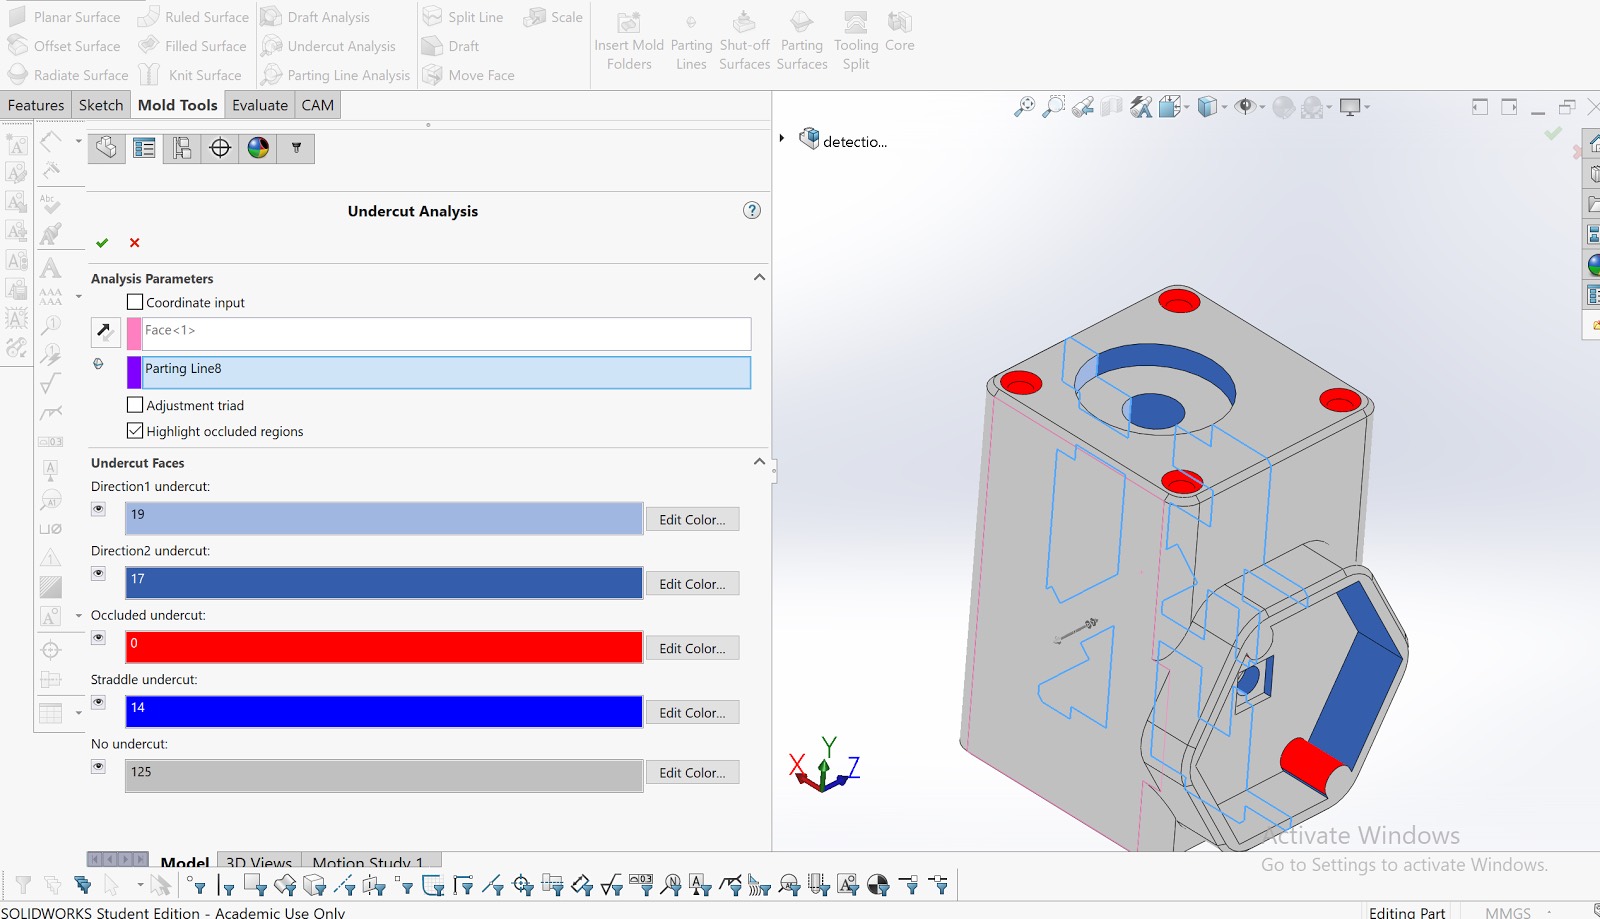 Planar Surface
Ruled Surface
Draft Analysis
Split Line
Scale
Offset Surface
Filled Surface
Undercut Analysis
Draft
Radiate Surface
Knit Surface
Parting Line Analysis
Move Face
Insert Mold
Folders
Parting
Lines
Shut-off
Surfaces
Parting
Surfaces
Tooling
Split
Core
Features
Sketch
Mold Tools
Evaluate
CAM
detectio...
Undercut Analysis
Analysis Parameters
Coordinate input
Face<1>
Parting Line8
Adjustment triad
Highlight occluded regions
Undercut Faces
Direction1 undercut:
19
Edit Color...
Direction2 undercut:
17
Edit Color...
Occluded undercut:
0
Edit Color...
Straddle undercut:
14
Edit Color...
No undercut:
125
Edit Color...
X
Y
Z
Activate Windows
Go to Settings to activate Windows.
Model
3D Views
Motion Study 1
SOLIDWORKS Student Edition - Academic Use Only
Editing Part
MMGS